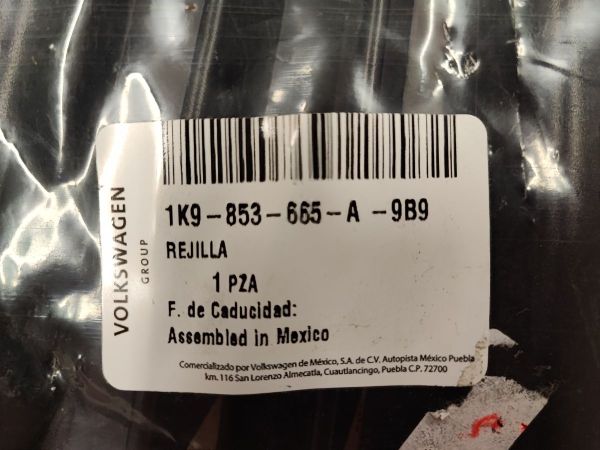 VOLKSWAGEN
GROUP
1K9-853-665-A -9B9
REJILLA
1 PZA
F. de Caducidad:
Assembled in Mexico
Comercializado por Volkswagen de México, S.A. de C.V. Autopista México Puebla
km. 116 San Lorenzo Almecatla, Cuautlancingo, Puebla C.P. 72700